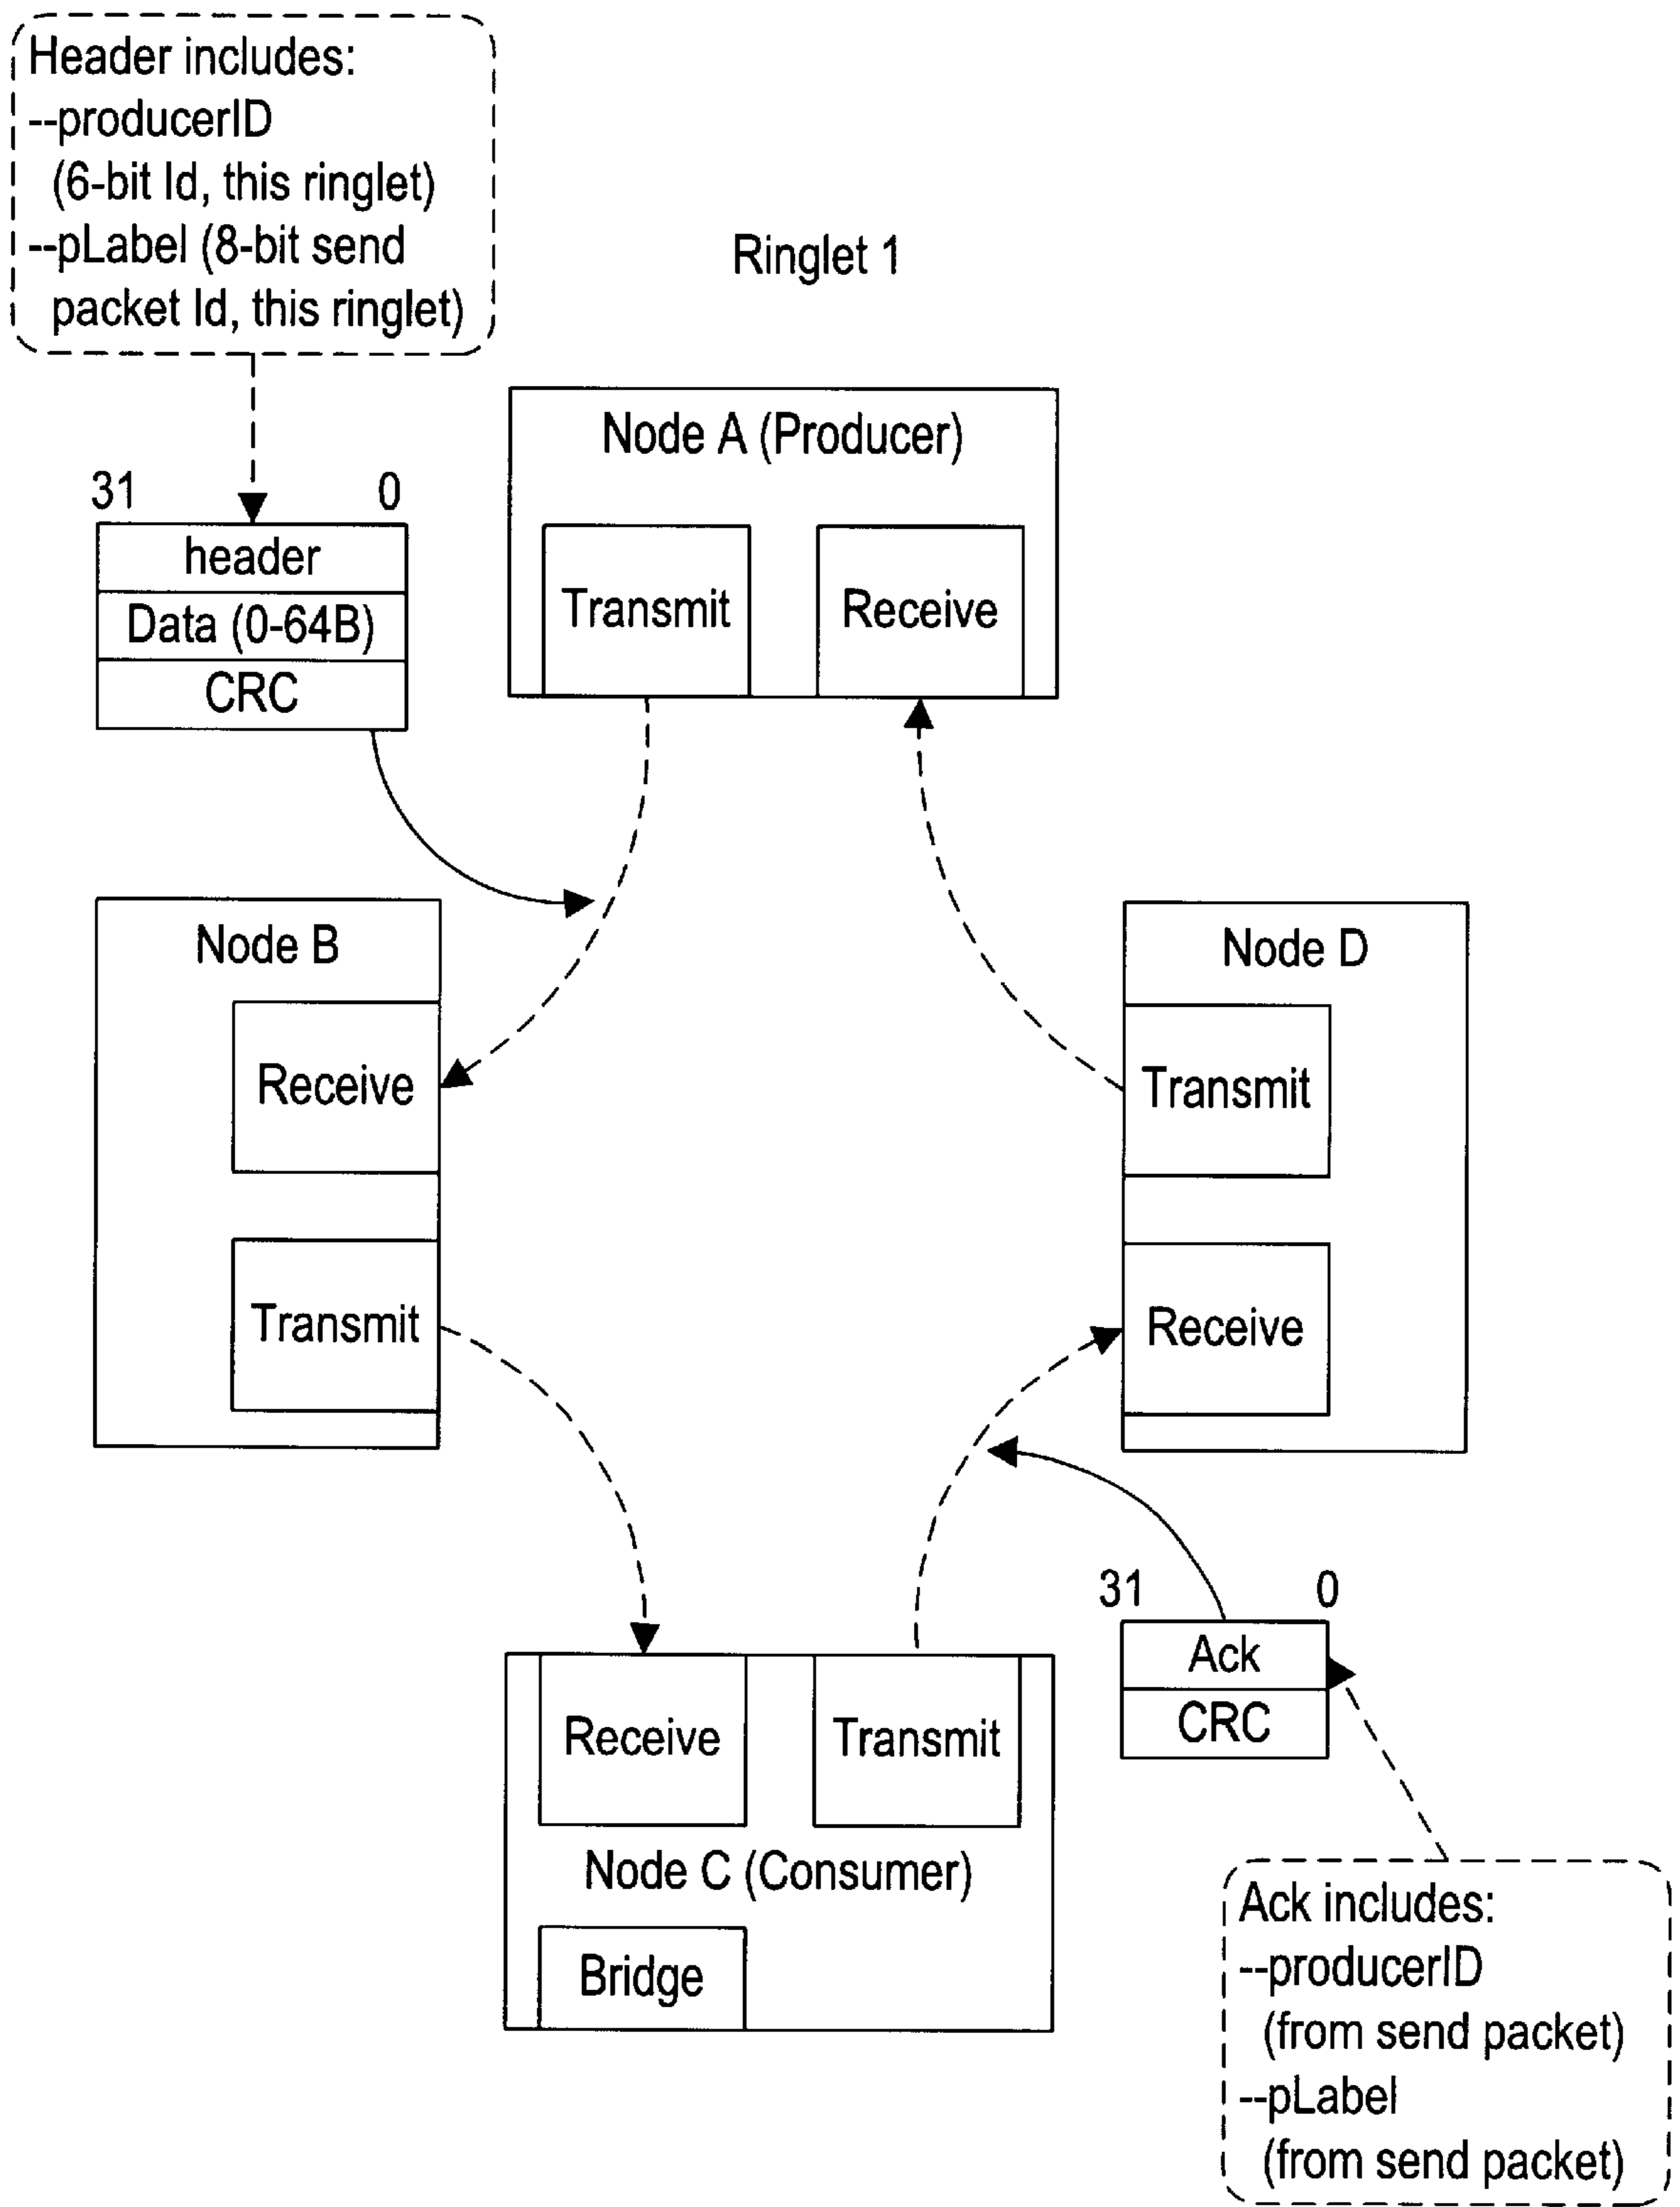 Header includes:
--producerID
(6-bit Id, this ringlet)
--pLabel (8-bit send
packet Id, this ringlet)
Ringlet 1
Node A (Producer)
Transmit
Receive
31
0
header
Data (0-64B)
CRC
Node B
Receive
Transmit
Node D
Transmit
Receive
31
0
Ack
CRC
Receive
Transmit
Node C (Consumer)
Bridge
Ack includes:
--producerID
(from send packet)
--pLabel
(from send packet)